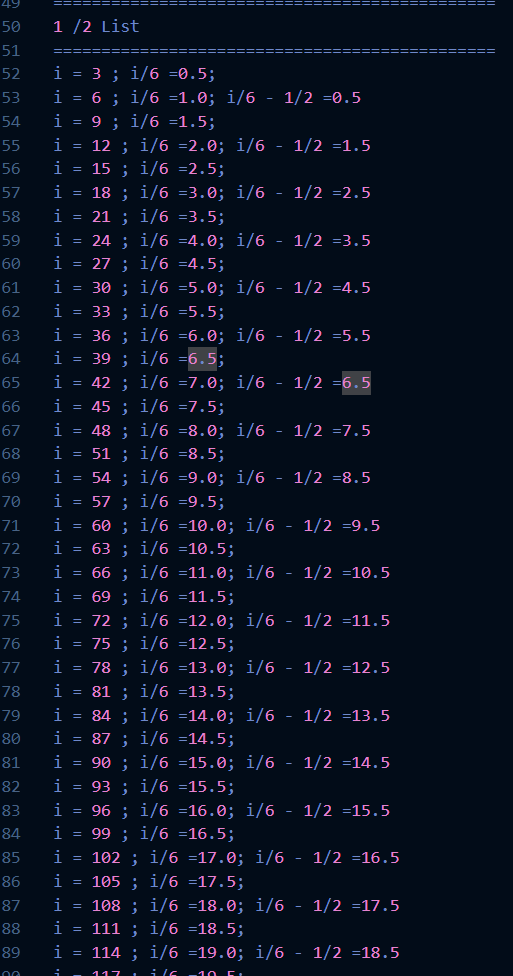 49 ==============================================
50 1 /2 List
51 ==============================================
52 i = 3 ; i/6 =0.5;
53 i = 6 ; i/6 =1.0; i/6 - 1/2 =0.5
54 i = 9 ; i/6 =1.5;
55 i = 12 ; i/6 =2.0; i/6 - 1/2 =1.5
56 i = 15 ; i/6 =2.5;
57 i = 18 ; i/6 =3.0; i/6 - 1/2 =2.5
58 i = 21 ; i/6 =3.5;
59 i = 24 ; i/6 =4.0; i/6 - 1/2 =3.5
60 i = 27 ; i/6 =4.5;
61 i = 30 ; i/6 =5.0; i/6 - 1/2 =4.5
62 i = 33 ; i/6 =5.5;
63 i = 36 ; i/6 =6.0; i/6 - 1/2 =5.5
64 i = 39 ; i/6 =6.5;
65 i = 42 ; i/6 =7.0; i/6 - 1/2 =6.5
66 i = 45 ; i/6 =7.5;
67 i = 48 ; i/6 =8.0; i/6 - 1/2 =7.5
68 i = 51 ; i/6 =8.5;
69 i = 54 ; i/6 =9.0; i/6 - 1/2 =8.5
70 i = 57 ; i/6 =9.5;
71 i = 60 ; i/6 =10.0; i/6 - 1/2 =9.5
72 i = 63 ; i/6 =10.5;
73 i = 66 ; i/6 =11.0; i/6 - 1/2 =10.5
74 i = 69 ; i/6 =11.5;
75 i = 72 ; i/6 =12.0; i/6 - 1/2 =11.5
76 i = 75 ; i/6 =12.5;
77 i = 78 ; i/6 =13.0; i/6 - 1/2 =12.5
78 i = 81 ; i/6 =13.5;
79 i = 84 ; i/6 =14.0; i/6 - 1/2 =13.5
80 i = 87 ; i/6 =14.5;
81 i = 90 ; i/6 =15.0; i/6 - 1/2 =14.5
82 i = 93 ; i/6 =15.5;
83 i = 96 ; i/6 =16.0; i/6 - 1/2 =15.5
84 i = 99 ; i/6 =16.5;
85 i = 102 ; i/6 =17.0; i/6 - 1/2 =16.5
86 i = 105 ; i/6 =17.5;
87 i = 108 ; i/6 =18.0; i/6 - 1/2 =17.5
88 i = 111 ; i/6 =18.5;
89 i = 114 ; i/6 =19.0; i/6 - 1/2 =18.5
90 i = 117 ; i/6 =19.5;